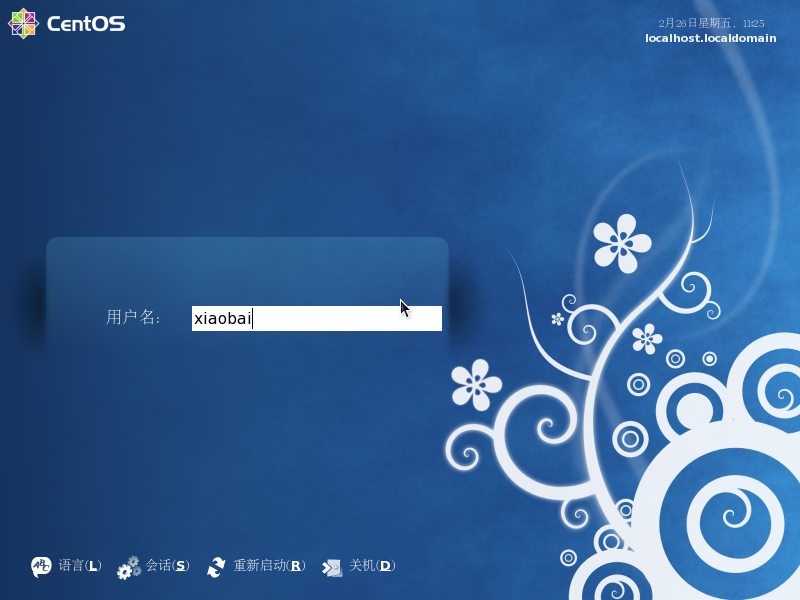 CentOS
2月26日星期五, 11:25
localhost.localdomain
用户名:
xiaobai
语言(L)
会话(S)
重新启动(R)
关机(D)